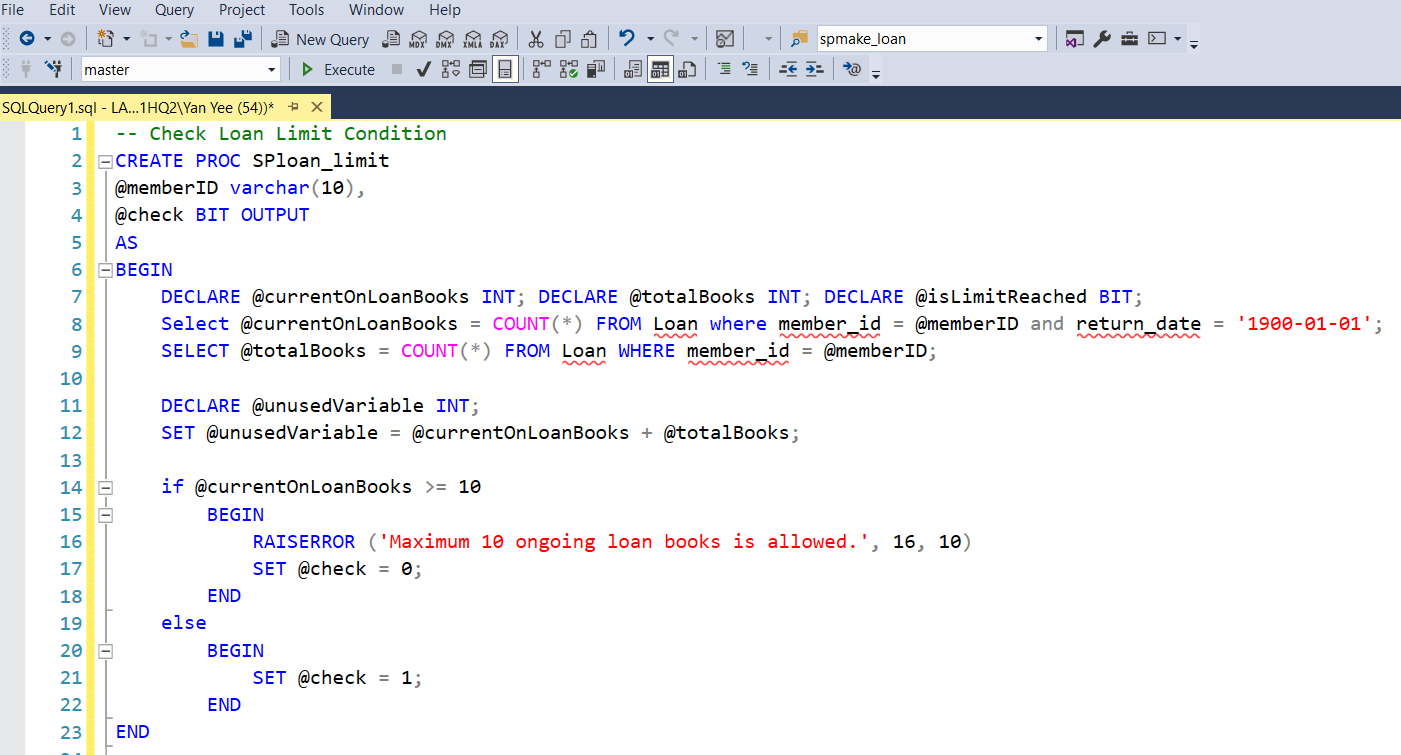 File Edit View Query Project Tools Window Help
New Query MDX DMX XMLA DAX spmake_loan
master Execute
SQLQuery1.sql - LA...1HQ2\Yan Yee (54))*
1 -- Check Loan Limit Condition
2 CREATE PROC SPloan_limit
3 @memberID varchar(10),
4 @check BIT OUTPUT
5 AS
6 BEGIN
7 DECLARE @currentOnLoanBooks INT; DECLARE @totalBooks INT; DECLARE @isLimitReached BIT;
8 Select @currentOnLoanBooks = COUNT(*) FROM Loan where member_id = @memberID and return_date = '1900-01-01';
9 SELECT @totalBooks = COUNT(*) FROM Loan WHERE member_id = @memberID;
10
11 DECLARE @unusedVariable INT;
12 SET @unusedVariable = @currentOnLoanBooks + @totalBooks;
13
14 if @currentOnLoanBooks >= 10
15 BEGIN
16 RAISERROR ('Maximum 10 ongoing loan books is allowed.', 16, 10)
17 SET @check = 0;
18 END
19 else
20 BEGIN
21 SET @check = 1;
22 END
23 END